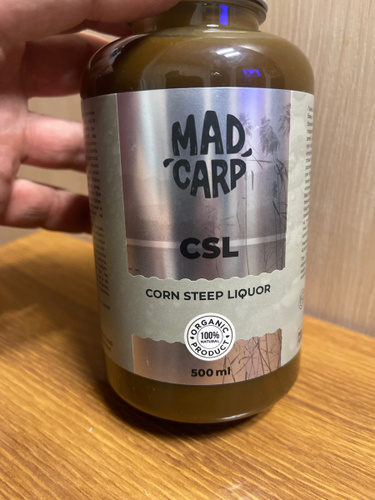 MAD
CARP
CSL
CORN STEEP LIQUOR
ORGANIC
100%
NATURAL
PRODUCT
500 ml